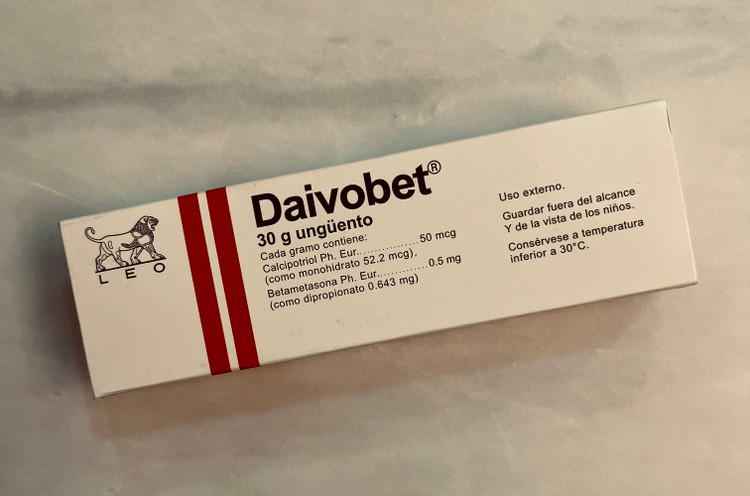 LEO
Daivobet®
30 g ungüento
Cada gramo contiene:
Calcipotriol Ph. Eur.................50 mcg
(como monohidrato 52.2 mcg),
Betametasona Ph. Eur.............0.5 mg
(como dipropionato 0.643 mg)
Uso externo.
Guardar fuera del alcance
Y de la vista de los niños.
Consérvese a temperatura
inferior a 30°C.